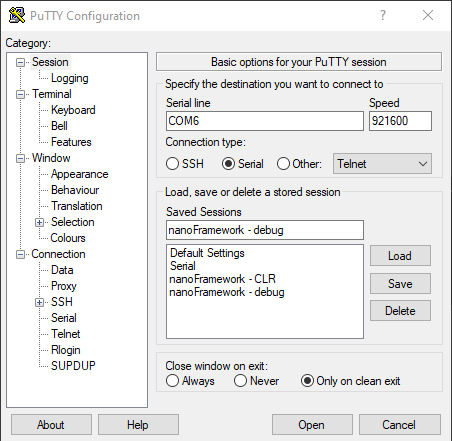 PuTTY Configuration
?
Category:
Session
Logging
Terminal
Keyboard
Bell
Features
Window
Appearance
Behaviour
Translation
Selection
Colours
Connection
Data
Proxy
SSH
Serial
Telnet
Rlogin
SUPDUP
Basic options for your PuTTY session
Specify the destination you want to connect to
Serial line Speed
COM6 921600
Connection type:
SSH Serial Other: Telnet
Load, save or delete a stored session
Saved Sessions
nanoFramework - debug
Default Settings
Serial
nanoFramework - CLR
nanoFramework - debug
Load
Save
Delete
Close window on exit:
Always Never Only on clean exit
About Help Open Cancel